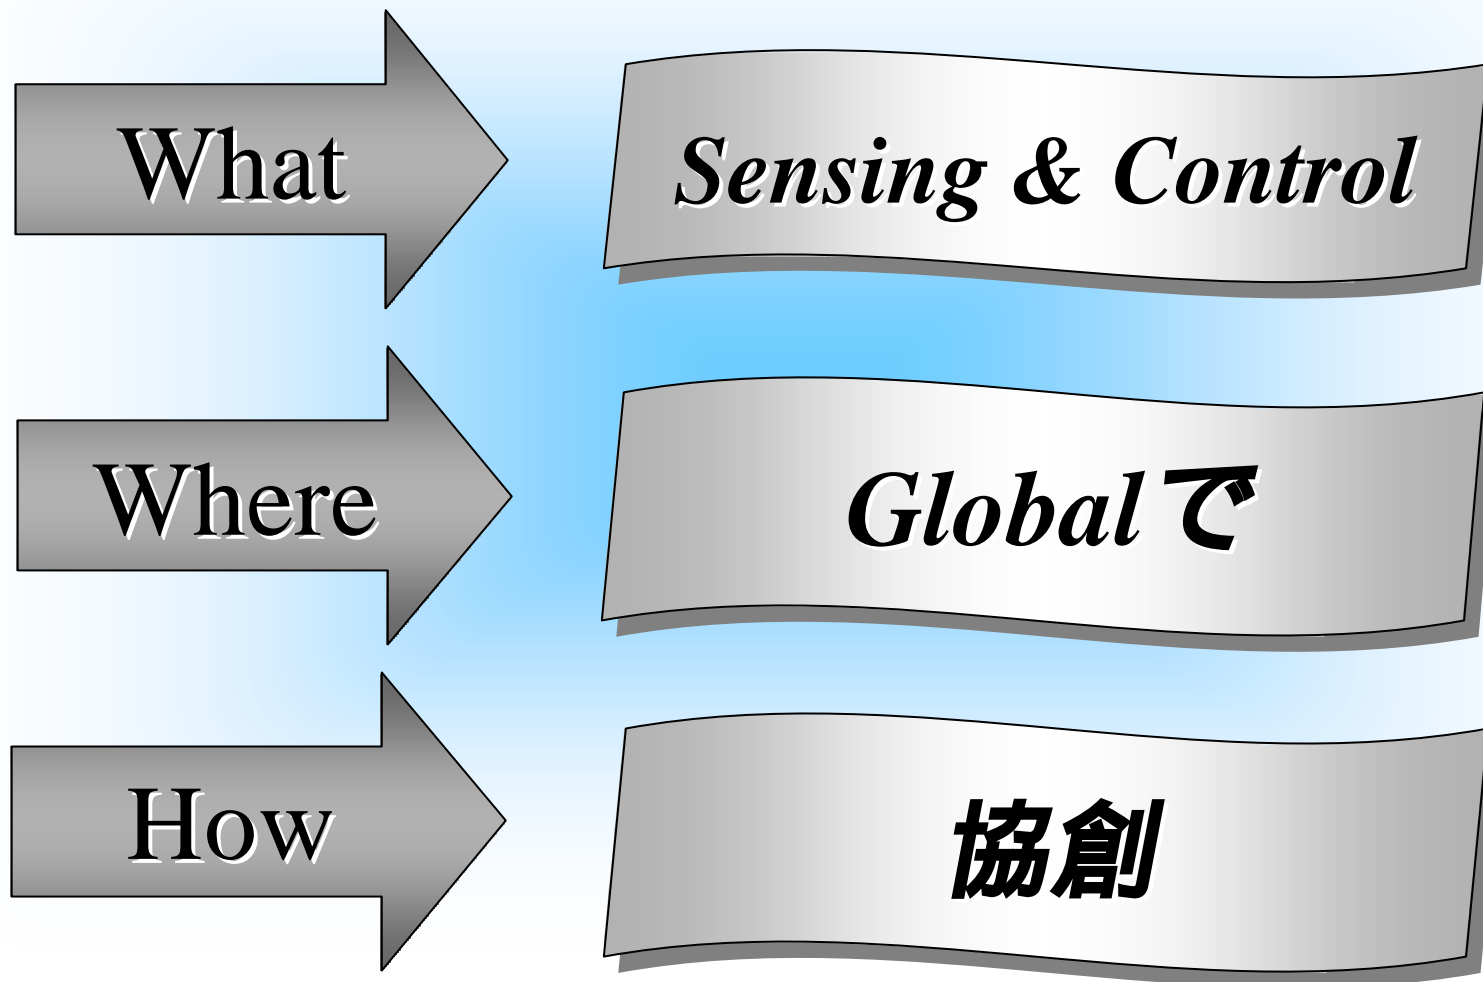 What
Sensing & Control
Where
Globalで
How
協創